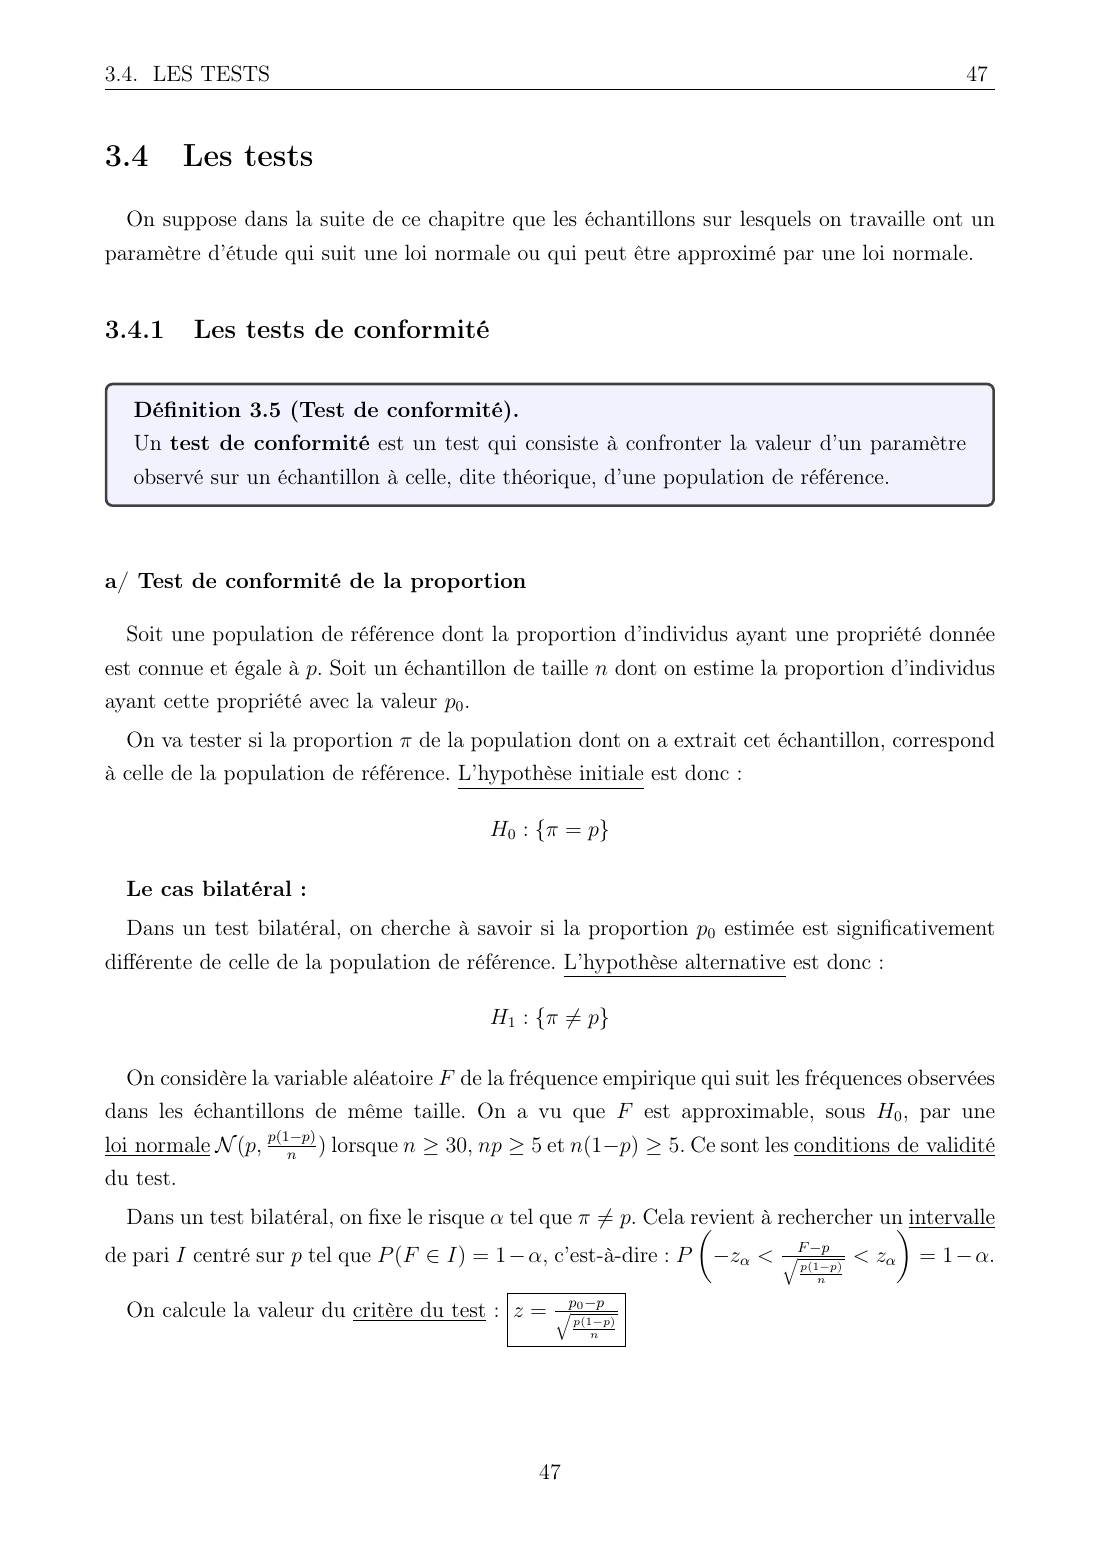 3.4. LES TESTS 47
3.4 Les tests
On suppose dans la suite de ce chapitre que les échantillons sur lesquels on travaille ont un
paramètre d'étude qui suit une loi normale ou qui peut être approximé par une loi normale.
3.4.1 Les tests de conformité
Définition 3.5 (Test de conformité).
Un test de conformité est un test qui consiste à confronter la valeur d'un paramètre
observé sur un échantillon à celle, dite théorique, d'une population de référence.
a/ Test de conformité de la proportion
Soit une population de référence dont la proportion d'individus ayant une propriété donnée
est connue et égale à p. Soit un échantillon de taille n dont on estime la proportion d'individus
ayant cette propriété avec la valeur p₀.
On va tester si la proportion π de la population dont on a extrait cet échantillon, correspond
à celle de la population de référence. L'hypothèse initiale est donc :
H₀ : {π = p}
Le cas bilatéral :
Dans un test bilatéral, on cherche à savoir si la proportion p₀ estimée est significativement
différente de celle de la population de référence. L'hypothèse alternative est donc :
H₁ : {π ≠ p}
On considère la variable aléatoire F de la fréquence empirique qui suit les fréquences observées
dans les échantillons de même taille. On a vu que F est approximable, sous H₀, par une
loi normale 𝒩(p, p(1−p)/n) lorsque n ≥ 30, np ≥ 5 et n(1−p) ≥ 5. Ce sont les conditions de validité
du test.
Dans un test bilatéral, on fixe le risque α tel que π ≠ p. Cela revient à rechercher un intervalle
de pari I centré sur p tel que P(F ∈ I) = 1−α, c'est-à-dire : P(−z_α < (F−p)/√(p(1−p)/n) < z_α) = 1−α.
On calcule la valeur du critère du test : z = (p₀−p)/√(p(1−p)/n)
47